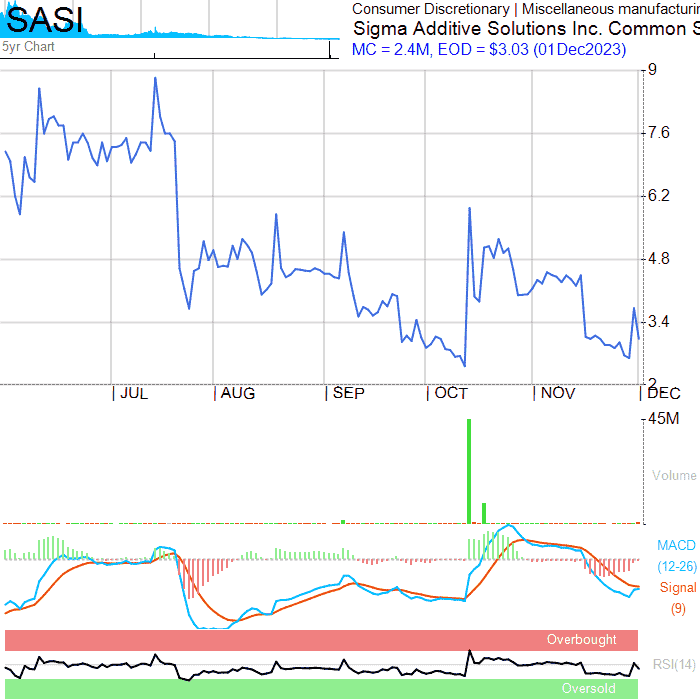 SASI
5yr Chart
Consumer Discretionary | Miscellaneous manufacturin
Sigma Additive Solutions Inc. Common S
MC = 2.4M, EOD = $3.03 (01Dec2023)
9
7.6
6.2
4.8
3.4
2
JUL AUG SEP OCT NOV DEC
45M
Volume
MACD
(12-26)
Signal
(9)
Overbought
RSI(14)
Oversold